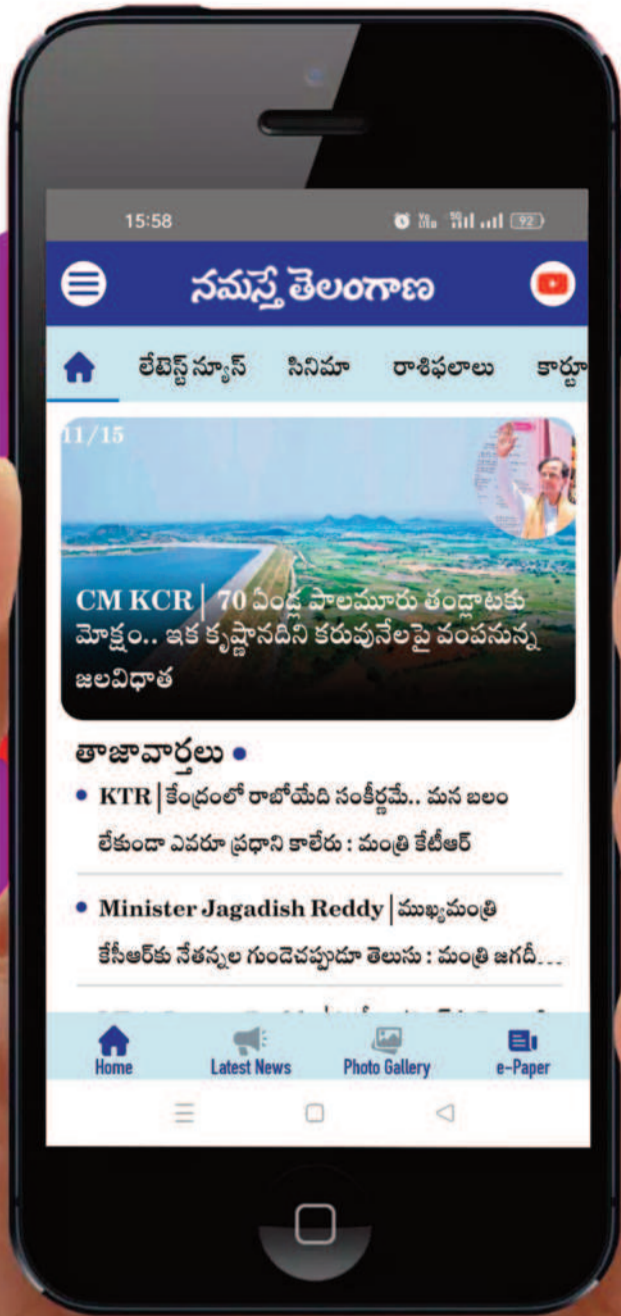 15:58
92
నమస్తే తెలంగాణ
లేటెస్ట్ న్యూస్ సినిమా రాశిఫలాలు కార్టూ
11/15
CM KCR | 70 ఏండ్ల పాలమూరు తండ్లాటకు
మోక్షం.. ఇక కృష్ణానదిని కరువునేలపై వంపనున్న
జలవిధాత
తాజావార్తలు •
• KTR | కేంద్రంలో రాబోయేది సంకీర్ణమే.. మన బలం
లేకుండా ఎవరూ ప్రధాని కాలేరు : మంత్రి కేటీఆర్
• Minister Jagadish Reddy | ముఖ్యమంత్రి
కేసీఆర్‌కు నేతన్నల గుండెచప్పుడూ తెలుసు : మంత్రి జగదీ...
Home Latest News Photo Gallery e-Paper